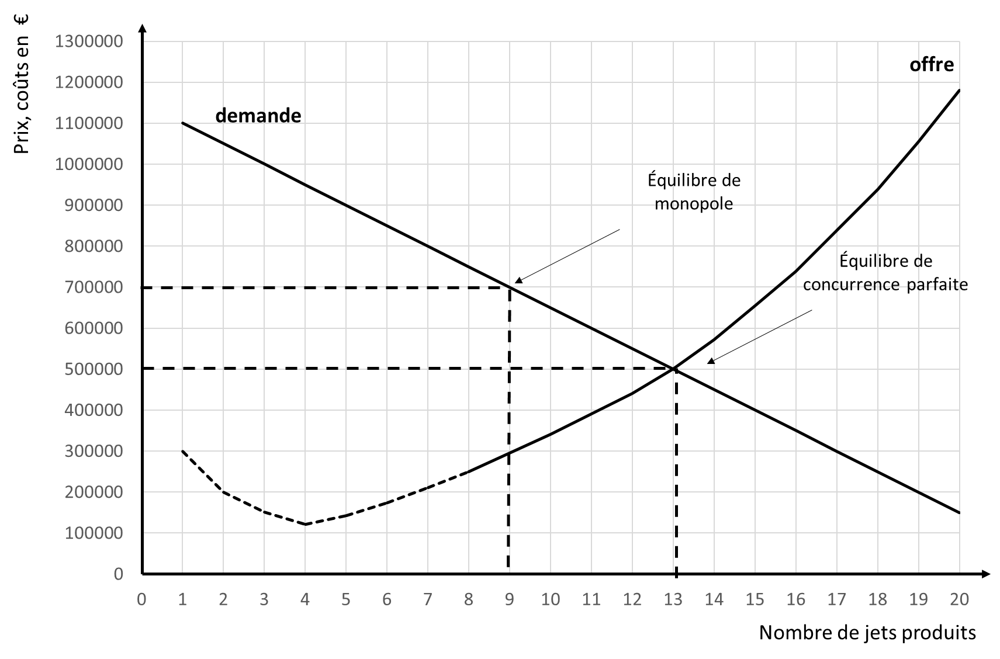 Prix, coûts en €
1300000
1200000
1100000
1000000
900000
800000
700000
600000
500000
400000
300000
200000
100000
0
demande
offre
Équilibre de
monopole
Équilibre de
concurrence parfaite
0 1 2 3 4 5 6 7 8 9 10 11 12 13 14 15 16 17 18 19 20
Nombre de jets produits